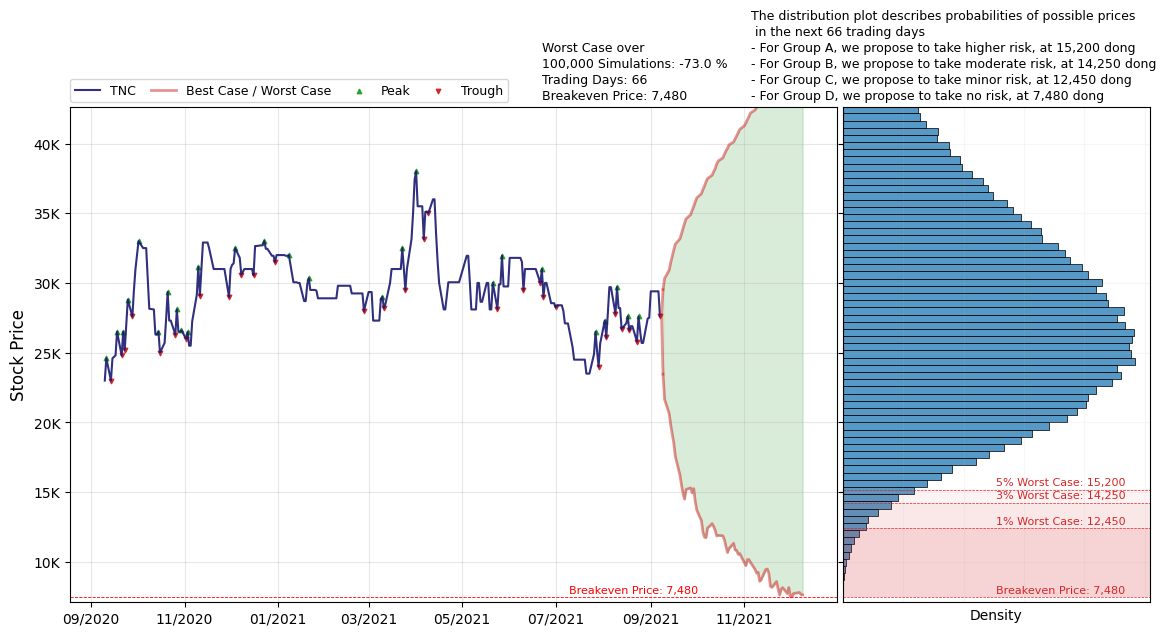 The distribution plot describes probabilities of possible prices
in the next 66 trading days
- For Group A, we propose to take higher risk, at 15,200 dong
- For Group B, we propose to take moderate risk, at 14,250 dong
- For Group C, we propose to take minor risk, at 12,450 dong
- For Group D, we propose to take no risk, at 7,480 dong
Worst Case over
100,000 Simulations: -73.0 %
Trading Days: 66
Breakeven Price: 7,480
TNC
Best Case / Worst Case
Peak
Trough
Stock Price
40K
35K
30K
25K
20K
15K
10K
09/2020
11/2020
01/2021
03/2021
05/2021
07/2021
09/2021
11/2021
Breakeven Price: 7,480
5% Worst Case: 15,200
3% Worst Case: 14,250
1% Worst Case: 12,450
Breakeven Price: 7,480
Density